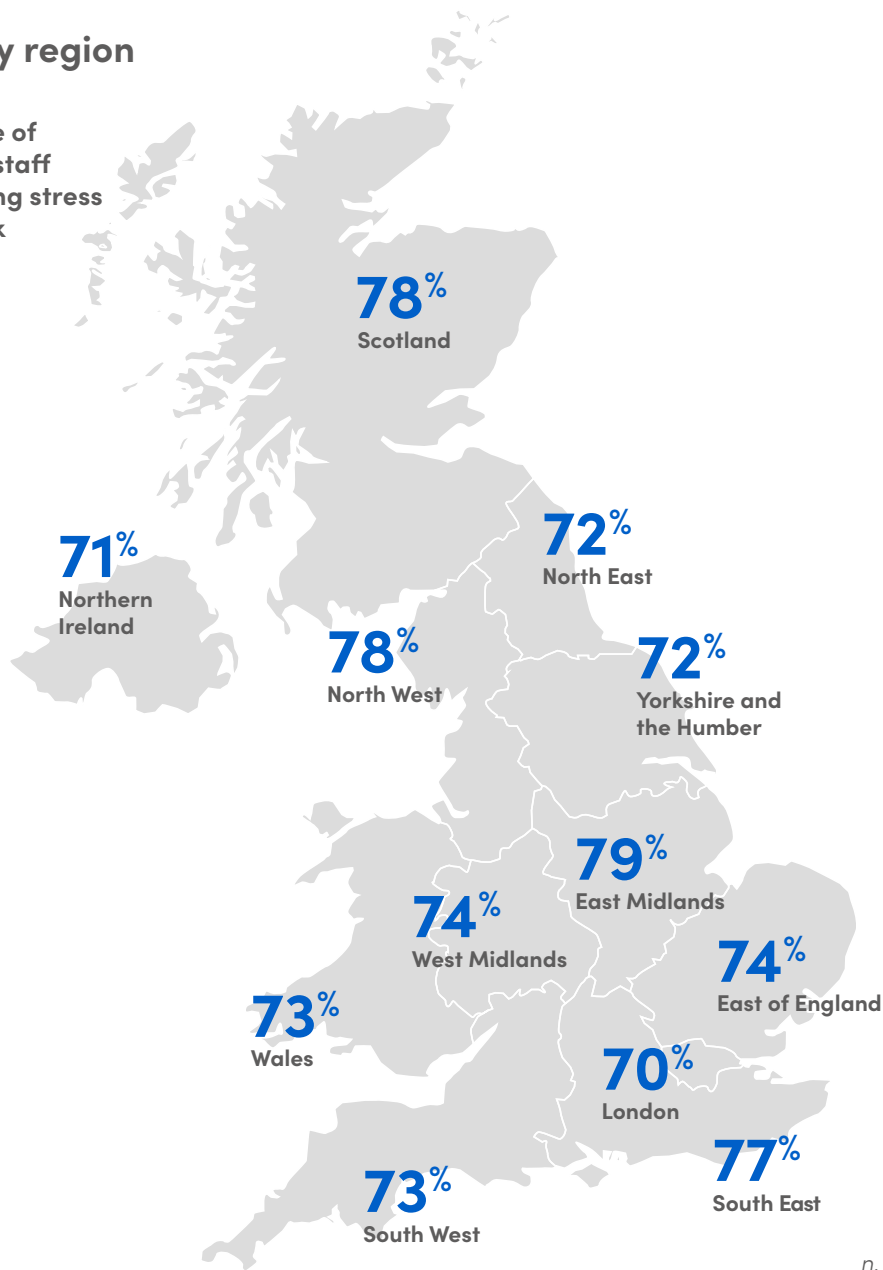 y region
e of
staff
ng stress
k
78%
Scotland
72%
North East
71%
Northern
Ireland
78%
North West
72%
Yorkshire and
the Humber
79%
East Midlands
74%
West Midlands
74%
East of England
73%
Wales
70%
London
77%
South East
73%
South West
n.